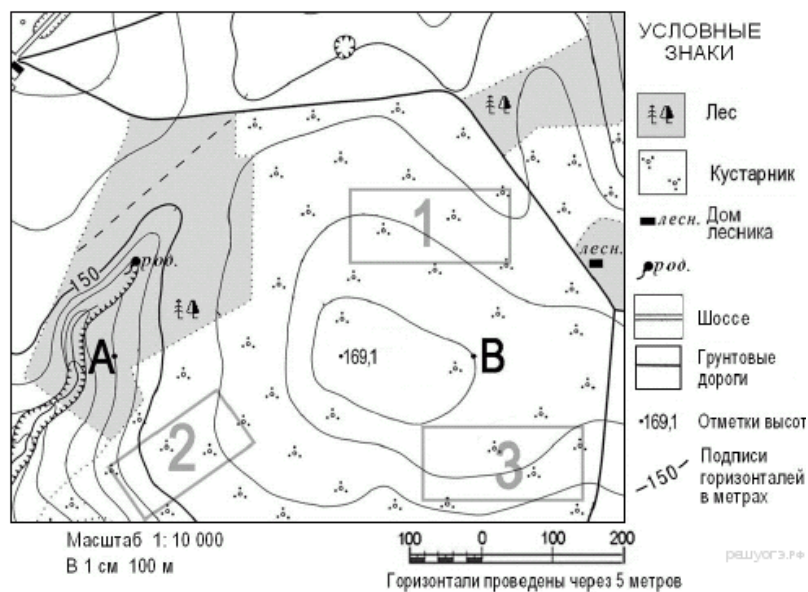 УСЛОВНЫЕ
ЗНАКИ
Лес
Кустарник
лесн. Дом
лесника
род.
Шоссе
Грунтовые
дороги
•169,1 Отметки высот
—150— Подписи
горизонталей
в метрах
1
лесн.
150
род.
А
•169,1
В
2
3
Масштаб 1: 10 000
В 1 см 100 м
100 0 100 200
Горизонтали проведены через 5 метров
решуогэ.рф